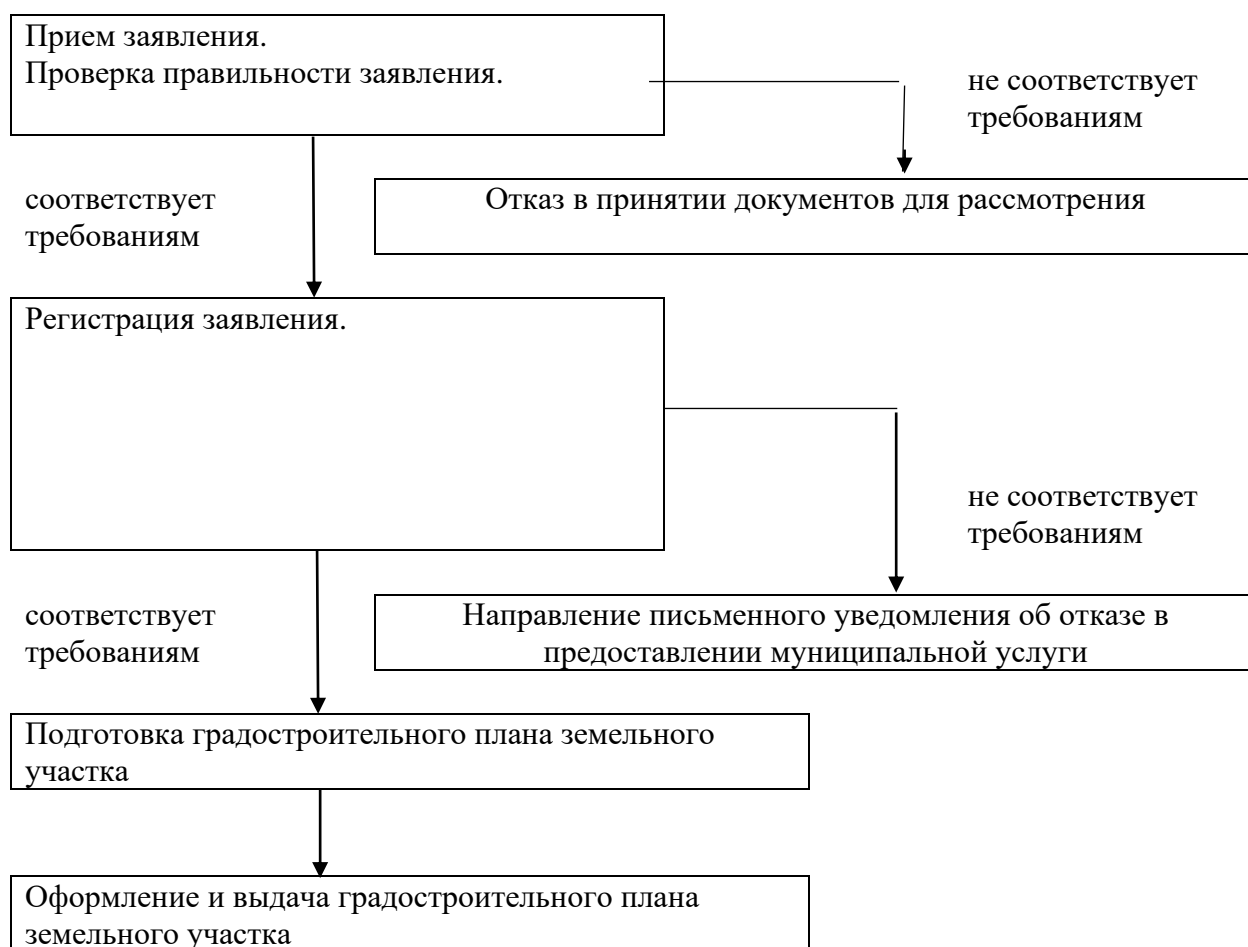 Прием заявления.
Проверка правильности заявления.
не соответствует
требованиям
соответствует
требованиям
Отказ в принятии документов для рассмотрения
Регистрация заявления.
не соответствует
требованиям
соответствует
требованиям
Направление письменного уведомления об отказе в
предоставлении муниципальной услуги
Подготовка градостроительного плана земельного
участка
Оформление и выдача градостроительного плана
земельного участка